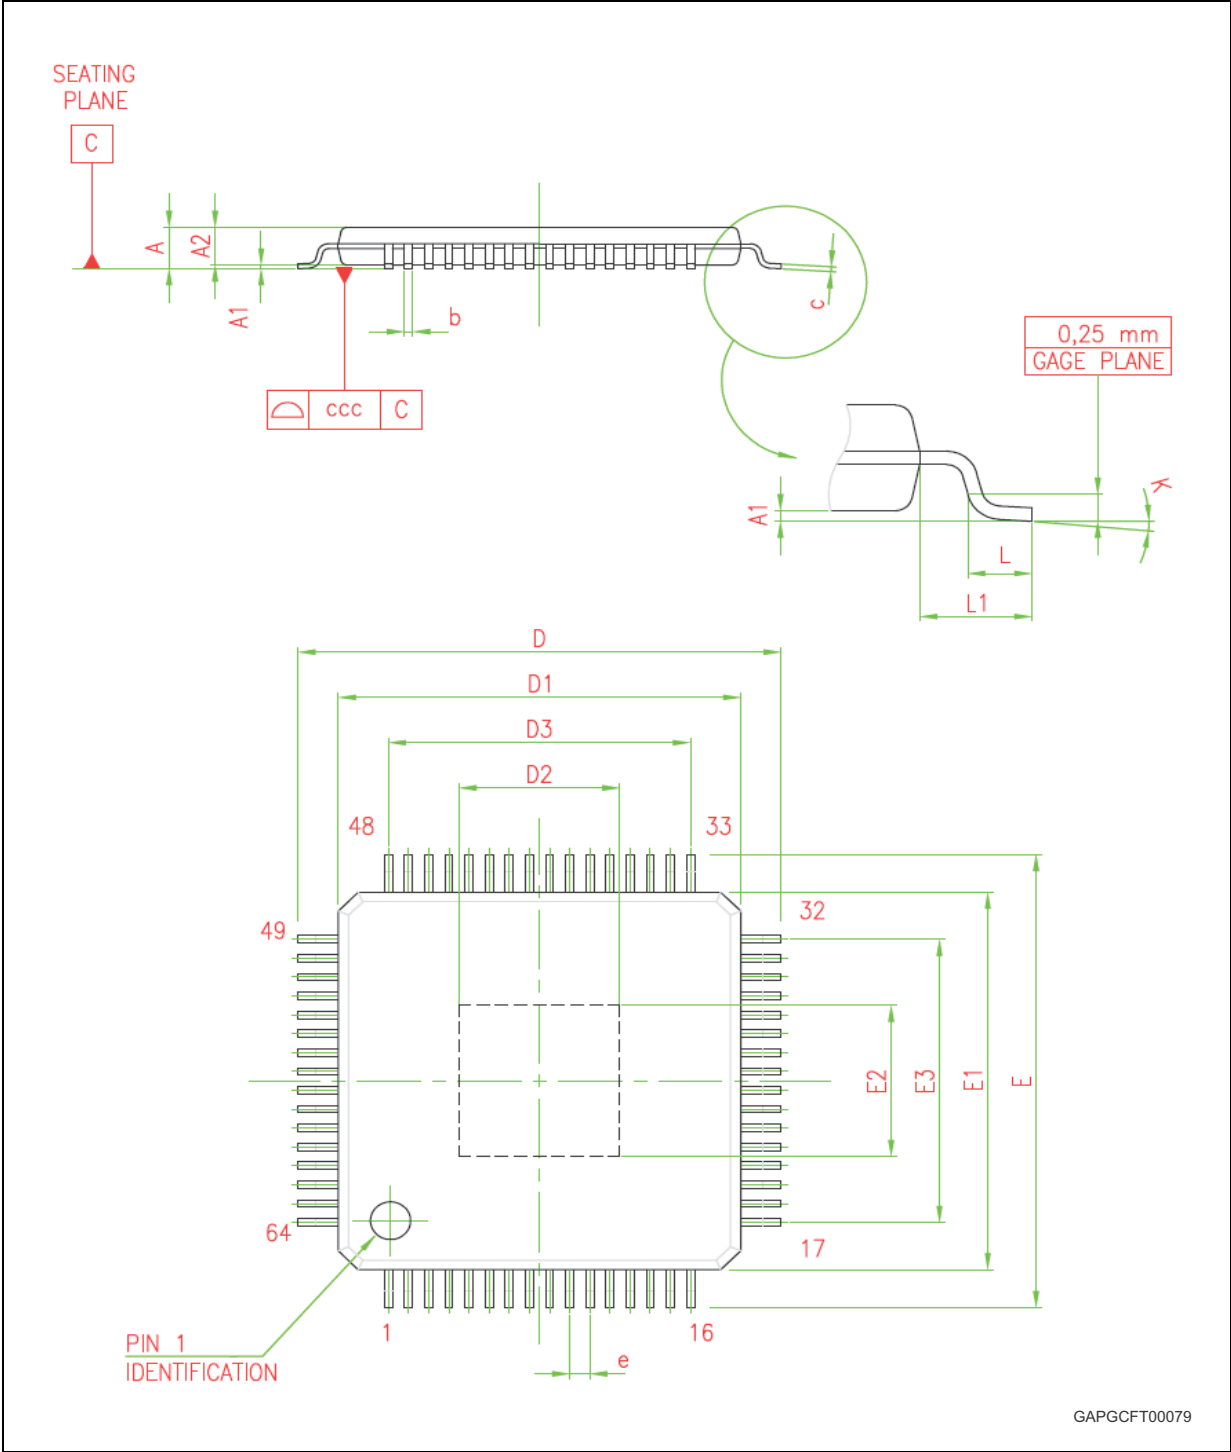 SEATING
PLANE
C
A
A2
A1
b
c
ccc
C
0,25 mm
GAGE PLANE
A1
K
L
L1
D
D1
D3
D2
48
33
49
32
E2
E3
E1
E
64
17
1
16
PIN 1
IDENTIFICATION
e
GAPGCFT00079